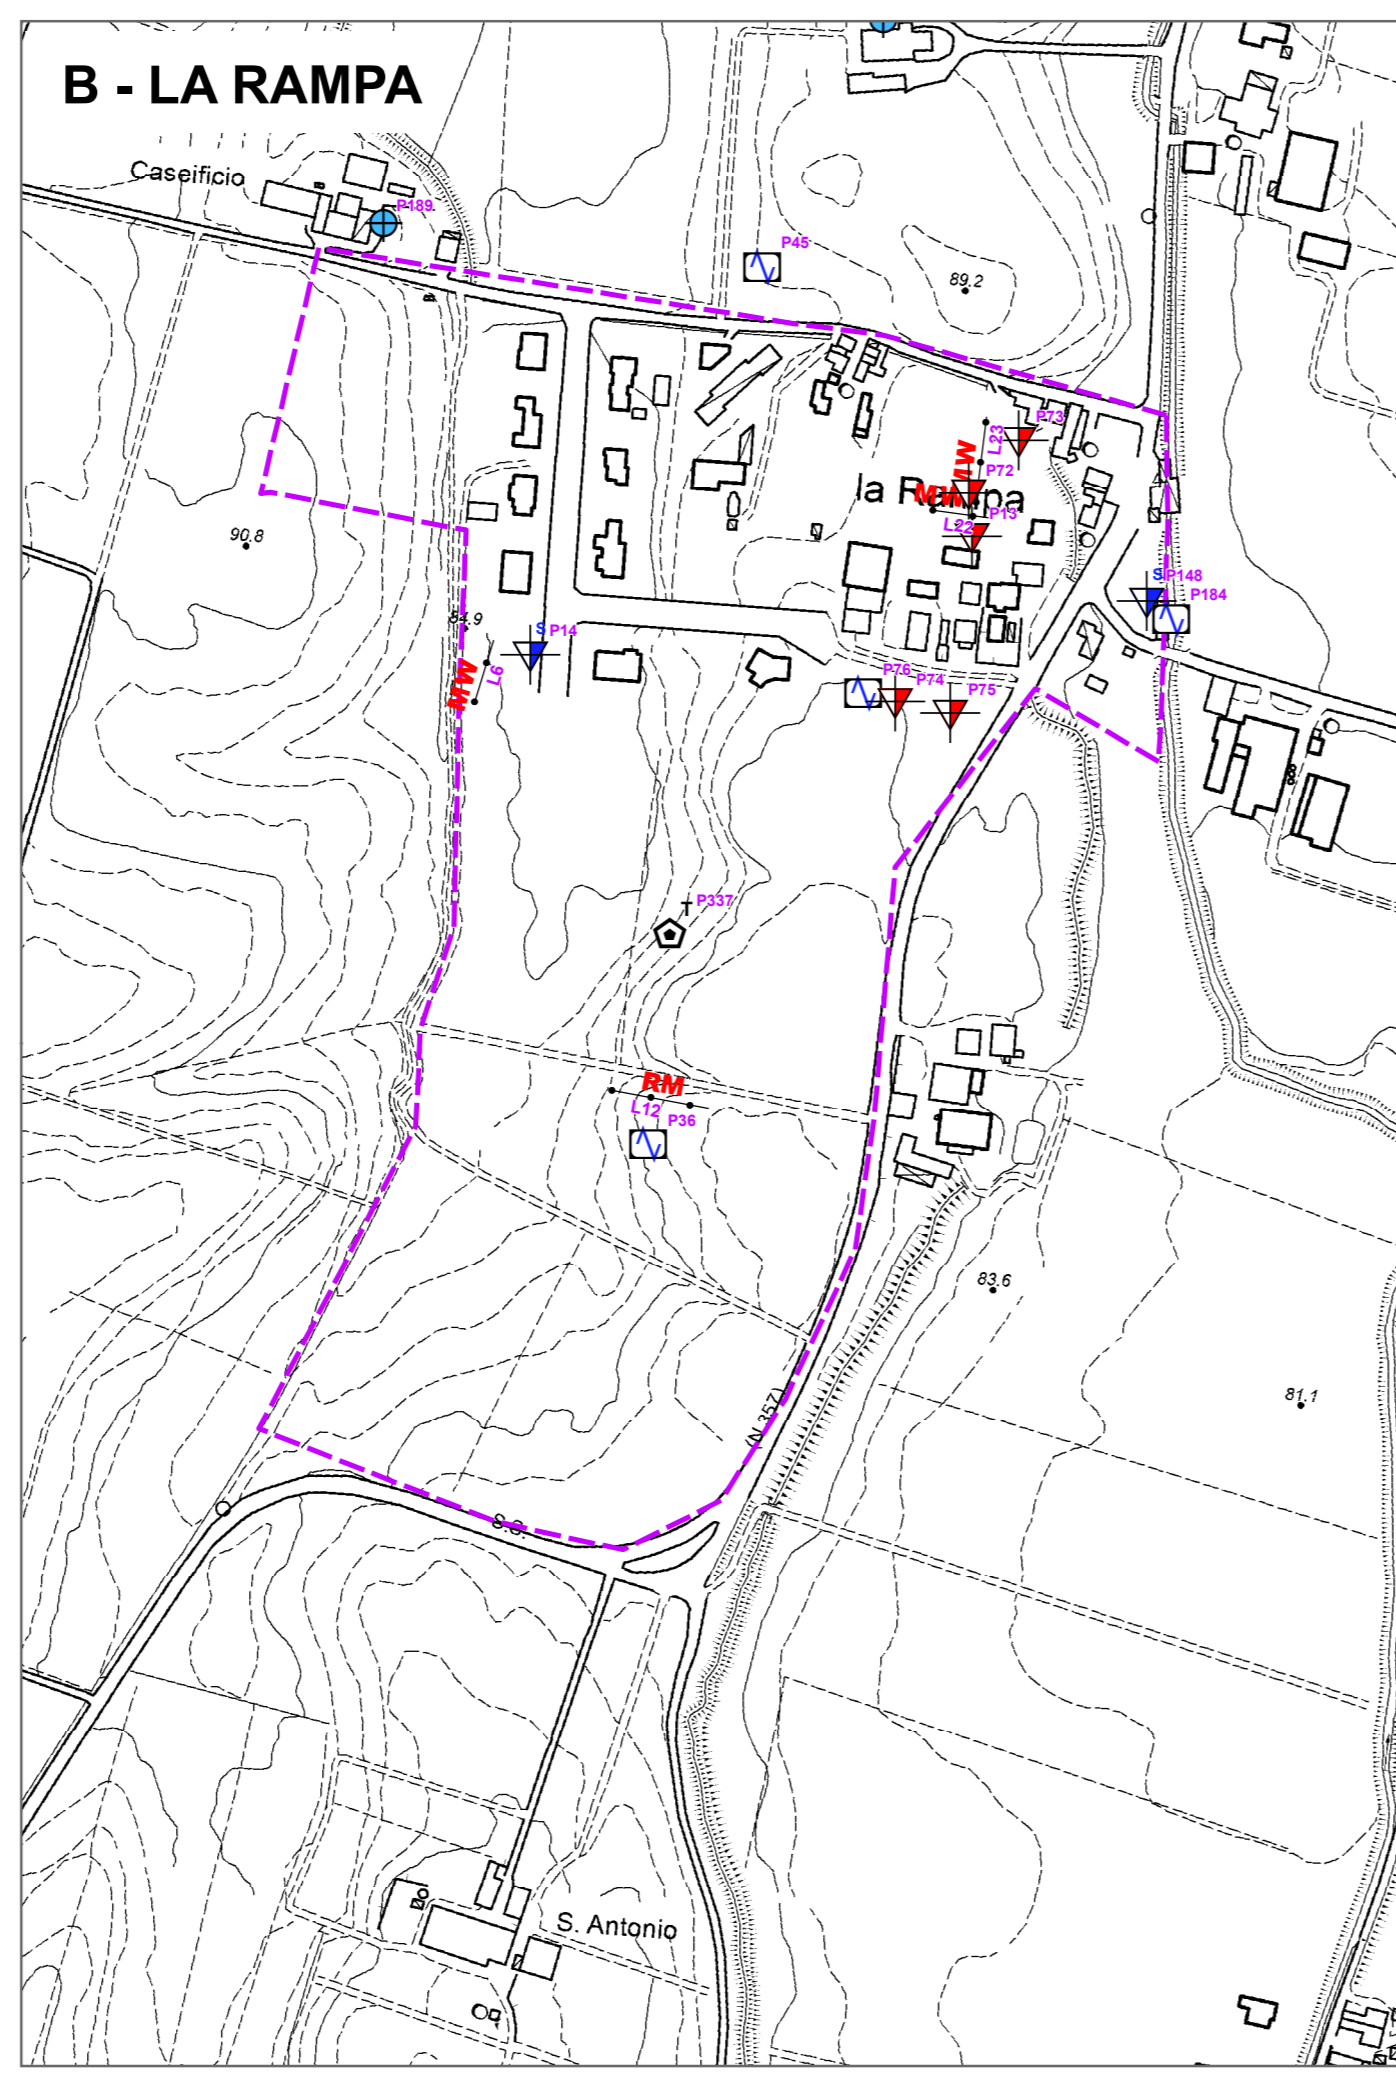 B - LA RAMPA
Caseificio
P189
P45
89.2
P73
L23
MW
P72
la Rampa
MW
P13
L22
90.8
S P148
P184
84.9
S P14
L6
MW
P76
P74
P75
T P337
RM
L12
P36
83.6
81.1
(N.357)
S.S.
S. Antonio